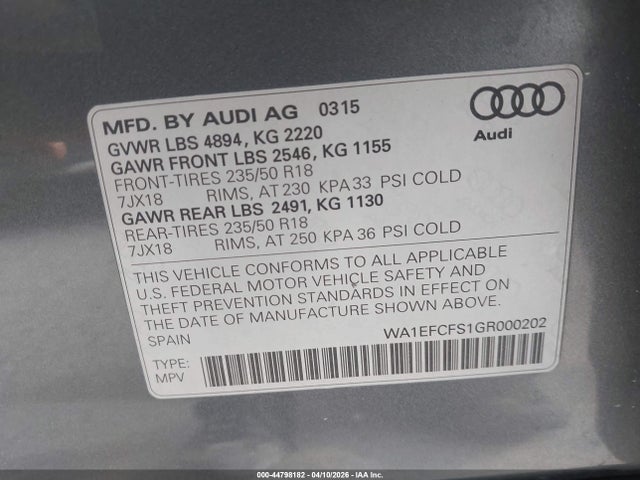 MFD. BY AUDI AG 0315
GVWR LBS 4894, KG 2220
GAWR FRONT LBS 2546, KG 1155
FRONT-TIRES 235/50 R18
7JX18 RIMS, AT 230 KPA 33 PSI COLD
GAWR REAR LBS 2491, KG 1130
REAR-TIRES 235/50 R18
7JX18 RIMS, AT 250 KPA 36 PSI COLD
Audi
THIS VEHICLE CONFORMS TO ALL APPLICABLE
U.S. FEDERAL MOTOR VEHICLE SAFETY AND
THEFT PREVENTION STANDARDS IN EFFECT ON
THE DATE OF MANUFACTURE SHOWN ABOVE.
SPAIN WA1EFCFS1GR000202
TYPE:
MPV
000-44798182 - 04/10/2026 - IAA Inc.